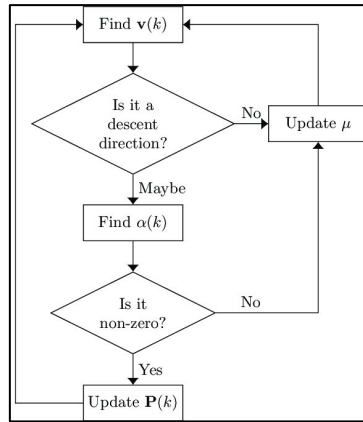 Find v(k)
Is it a
descent
direction?
No
Update μ
Maybe
Find α(k)
Is it
non-zero?
No
Yes
Update P(k)